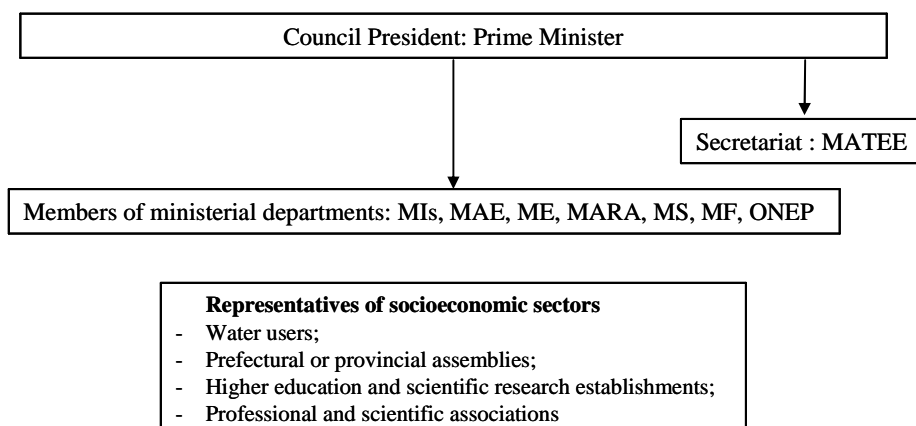 Council President: Prime Minister
Secretariat : MATEE
Members of ministerial departments: MIs, MAE, ME, MARA, MS, MF, ONEP
Representatives of socioeconomic sectors
- Water users;
- Prefectural or provincial assemblies;
- Higher education and scientific research establishments;
- Professional and scientific associations